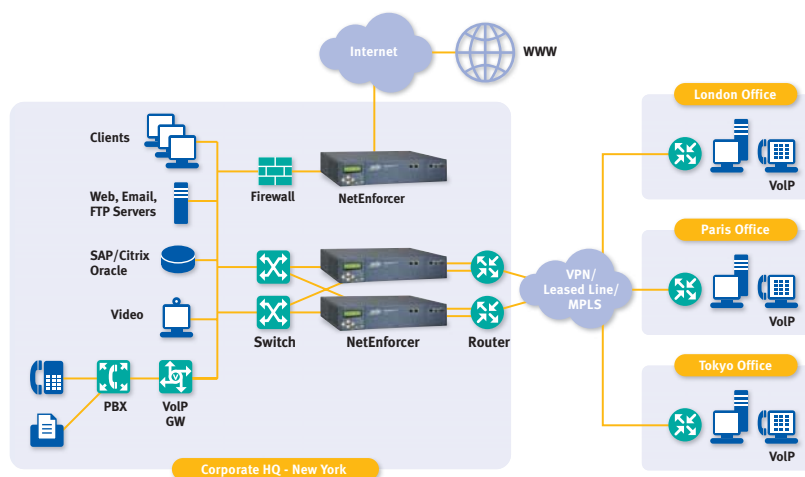 Internet
WWW
Clients
Web, Email,
FTP Servers
SAP/Citrix
Oracle
Video
Firewall
NetEnforcer
Switch
NetEnforcer
Router
PBX
VoIP
GW
Corporate HQ - New York
VPN/
Leased Line/
MPLS
London Office
VoIP
Paris Office
VoIP
Tokyo Office
VoIP